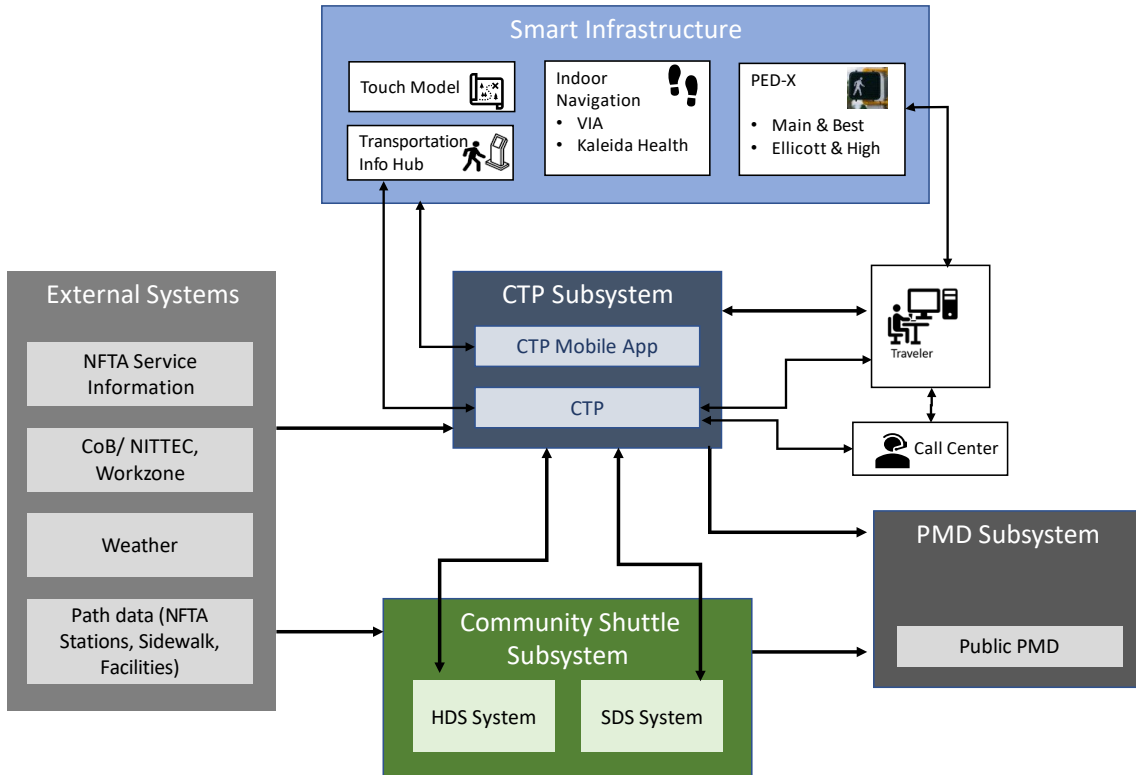 Smart Infrastructure
Touch Model
Transportation
Info Hub
Indoor
Navigation
• VIA
• Kaleida Health
PED-X
• Main & Best
• Ellicott & High
External Systems
NFTA Service
Information
CoB/ NITTEC,
Workzone
Weather
Path data (NFTA
Stations, Sidewalk,
Facilities)
CTP Subsystem
CTP Mobile App
CTP
Traveler
Call Center
PMD Subsystem
Public PMD
Community Shuttle
Subsystem
HDS System
SDS System